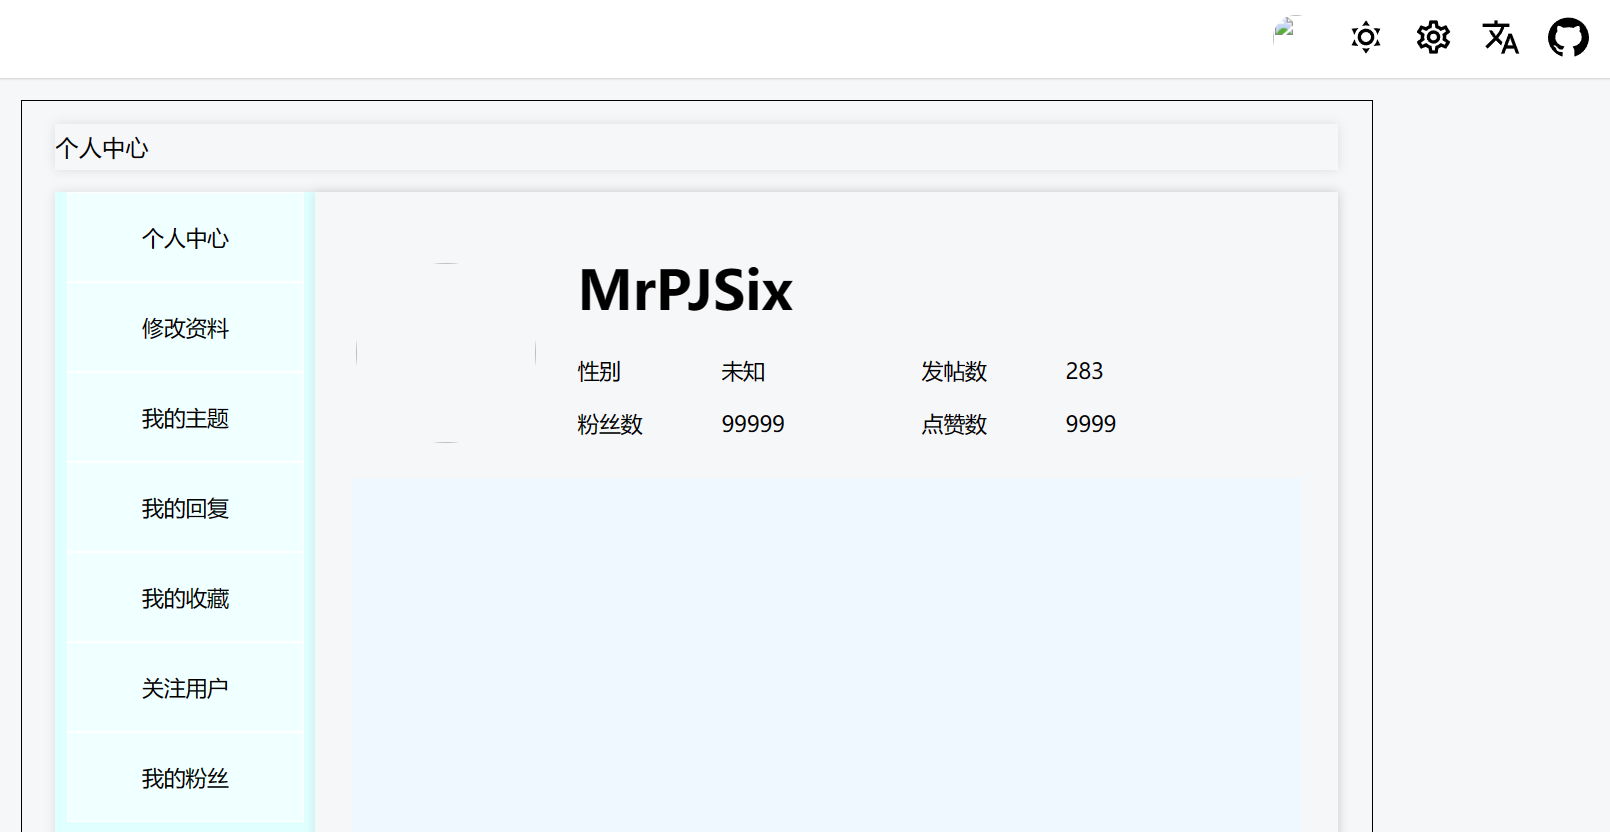 个人中心
个人中心
修改资料
我的主题
我的回复
我的收藏
关注用户
我的粉丝
MrPJSix
性别 未知 发帖数 283
粉丝数 99999 点赞数 9999